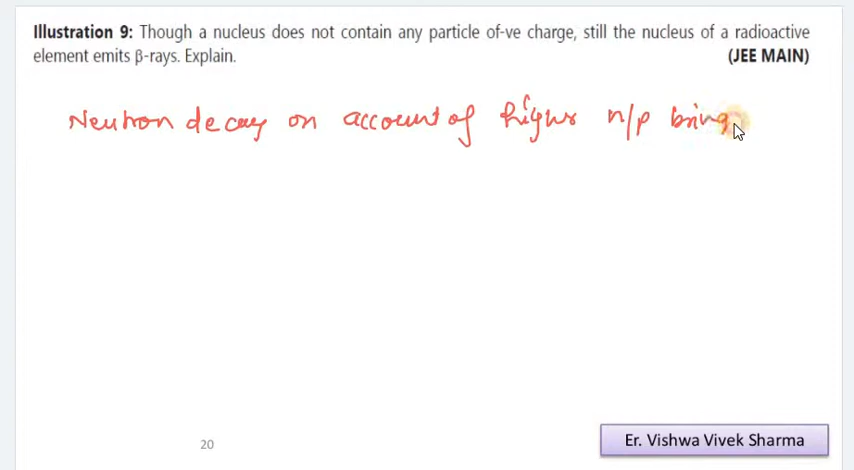 Illustration 9: Though a nucleus does not contain any particle of-ve charge, still the nucleus of a radioactive
element emits β-rays. Explain. (JEE MAIN)
Neutron decay on account of higher n/p bring
20
Er. Vishwa Vivek Sharma